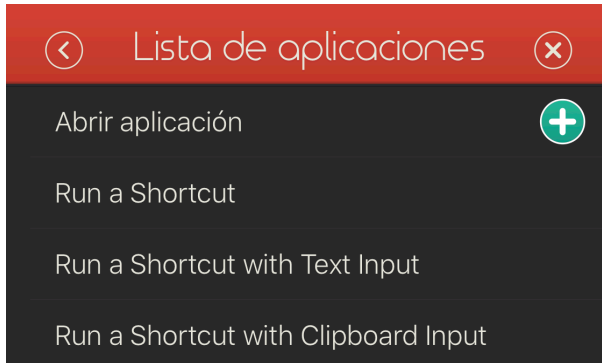 Lista de aplicaciones
Abrir aplicación
Run a Shortcut
Run a Shortcut with Text Input
Run a Shortcut with Clipboard Input